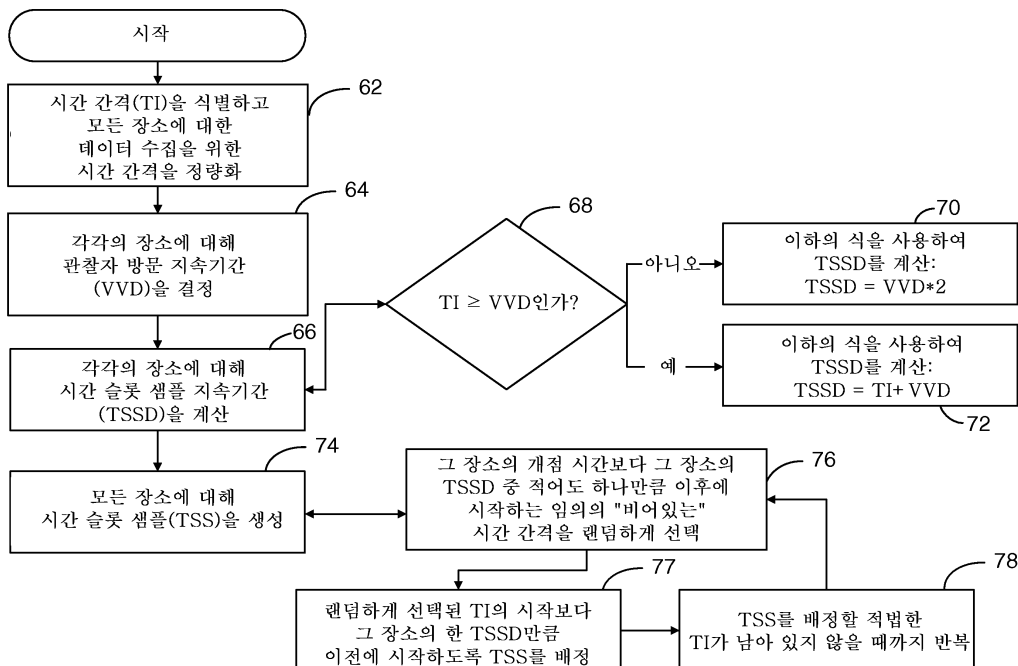 시작
62
시간 간격(TI)을 식별하고
모든 장소에 대한
데이터 수집을 위한
시간 간격을 정량화
64
각각의 장소에 대해
관찰자 방문 지속기간
(VVD)을 결정
66
각각의 장소에 대해
시간 슬롯 샘플 지속기간
(TSSD)을 계산
68
TI ≥ VVD인가?
아니오
70
이하의 식을 사용하여
TSSD를 계산:
TSSD = VVD*2
예
이하의 식을 사용하여
TSSD를 계산:
TSSD = TI+ VVD
72
74
모든 장소에 대해
시간 슬롯 샘플(TSS)을 생성
76
그 장소의 개점 시간보다 그 장소의
TSSD 중 적어도 하나만큼 이후에
시작하는 임의의 "비어있는"
시간 간격을 랜덤하게 선택
77
랜덤하게 선택된 TI의 시작보다
그 장소의 한 TSSD만큼
이전에 시작하도록 TSS를 배정
78
TSS를 배정할 적법한
TI가 남아 있지 않을 때까지 반복